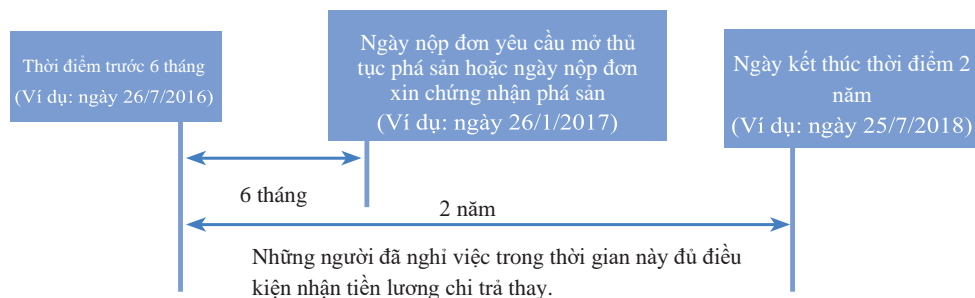 Thời điểm trước 6 tháng
(Ví dụ: ngày 26/7/2016)
Ngày nộp đơn yêu cầu mở thủ
tục phá sản hoặc ngày nộp đơn
xin chứng nhận phá sản
(Ví dụ: ngày 26/1/2017)
Ngày kết thúc thời điểm 2
năm
(Ví dụ: ngày 25/7/2018)
6 tháng
2 năm
Những người đã nghỉ việc trong thời gian này đủ điều
kiện nhận tiền lương chi trả thay.